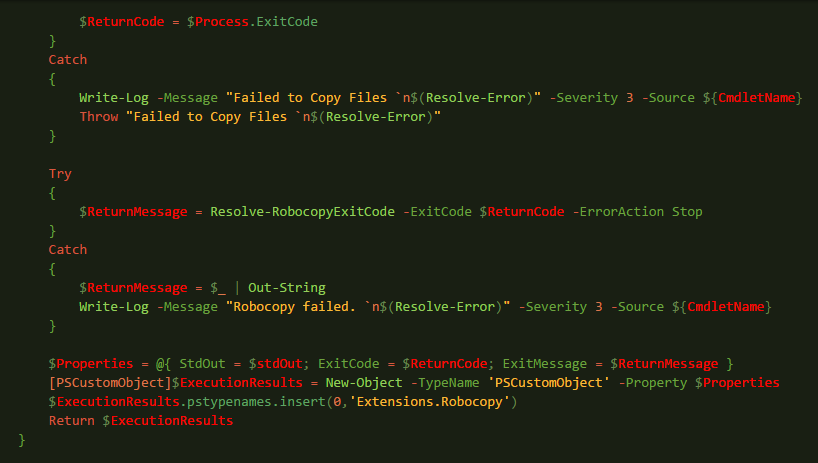 $ReturnCode = $Process.ExitCode
}
Catch
{
Write-Log -Message "Failed to Copy Files `n$(Resolve-Error)" -Severity 3 -Source ${CmdletName}
Throw "Failed to Copy Files `n$(Resolve-Error)"
}
Try
{
$ReturnMessage = Resolve-RobocopyExitCode -ExitCode $ReturnCode -ErrorAction Stop
}
Catch
{
$ReturnMessage = $_ | Out-String
Write-Log -Message "Robocopy failed. `n$(Resolve-Error)" -Severity 3 -Source ${CmdletName}
}
$Properties = @{ StdOut = $stdOut; ExitCode = $ReturnCode; ExitMessage = $ReturnMessage }
[PSCustomObject]$ExecutionResults = New-Object -TypeName 'PSCustomObject' -Property $Properties
$ExecutionResults.pstypenames.insert(0,'Extensions.Robocopy')
Return $ExecutionResults
}